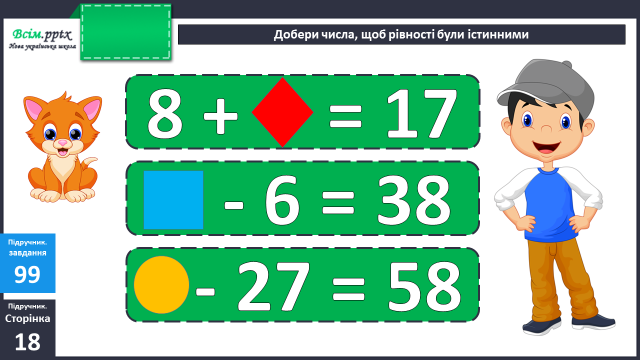 Всім.pptx
Нова українська школа
Добери числа, щоб рівності були істинними
8 + = 17
- 6 = 38
- 27 = 58
Підручник.
завдання
99
Підручник.
Сторінка
18